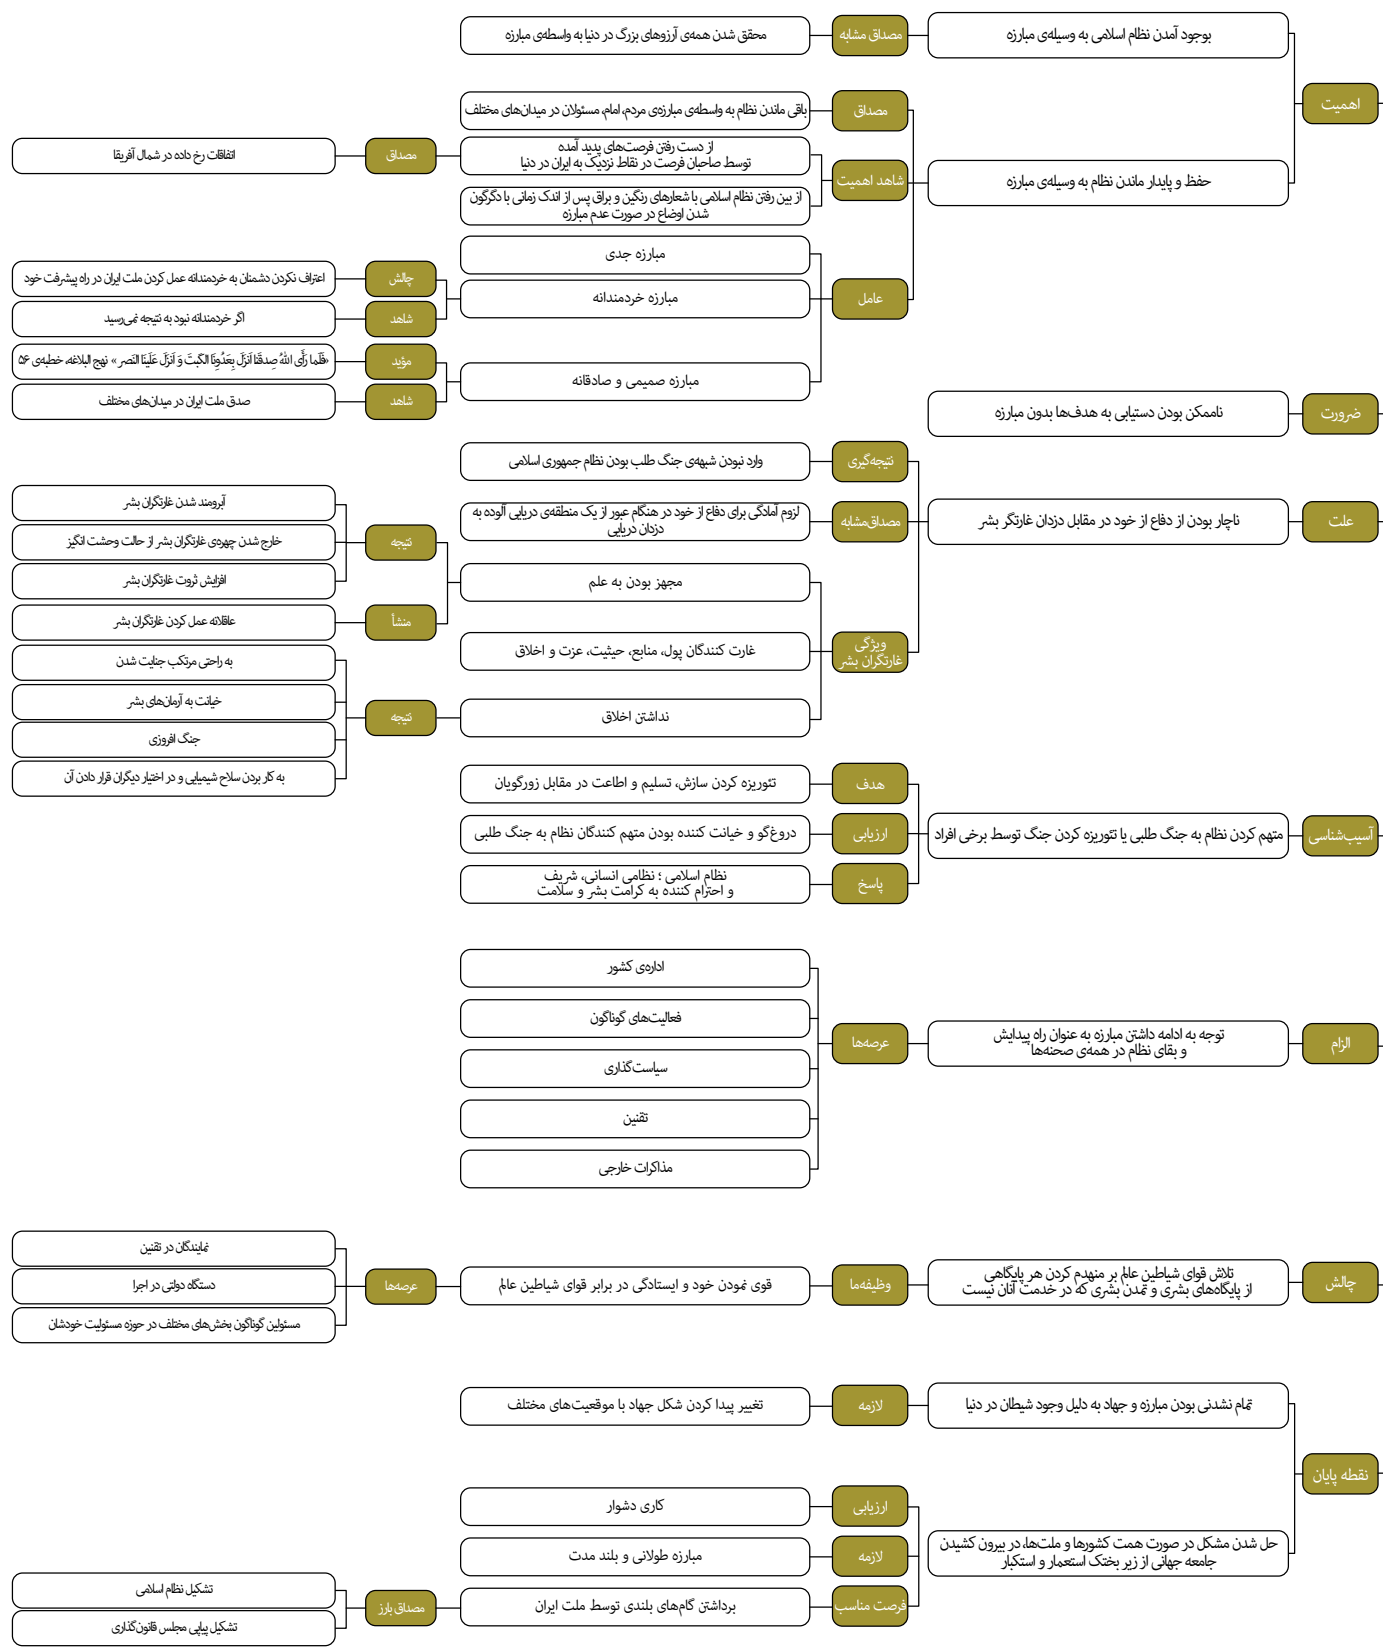 اهمیت
بوجود آمدن نظام اسلامی به وسیله‌ی مبارزه
مصداق مشابه
محقق شدن همه‌ی آرزوهای بزرگ در دنیا به واسطه‌ی مبارزه
حفظ و پایدار ماندن نظام به وسیله‌ی مبارزه
مصداق
باقی ماندن نظام به واسطه‌ی مبارزه‌ی مردم، امام، مسئولان در میدان‌های مختلف
شاهد اهمیت
از دست رفتن فرصت‌های پدید آمده
توسط صاحبان فرصت در نقاط نزدیک به ایران در دنیا
مصداق
اتفاقات رخ داده در شمال آفریقا
از بین رفتن نظام اسلامی با شعارهای رنگین و براق پس از اندک زمانی با دگرگون
شدن اوضاع در صورت عدم مبارزه
عامل
مبارزه جدی
مبارزه خردمندانه
چالش
اعتراف نکردن دشمنان به خردمندانه عمل کردن ملت ایران در راه پیشرفت خود
شاهد
اگر خردمندانه نبود به نتیجه نمی‌رسید
مبارزه صمیمی و صادقانه
مؤید
«فَلَما رَأَی اللهُ صِدقَنَا اَنزَلَ بِعَدُوِنَا الکَبتَ وَ اَنزَلَ عَلَینَا النَصر» نهج البلاغه، خطبه‌ی ۵۶
شاهد
صدق ملت ایران در میدان‌های مختلف
ضرورت
ناممکن بودن دستیابی به هدف‌ها بدون مبارزه
علت
ناچار بودن از دفاع از خود در مقابل دزدان غارتگر بشر
نتیجه‌گیری
وارد نبودن شبهه‌ی جنگ طلب بودن نظام جمهوری اسلامی
مصداق‌مشابه
لزوم آمادگی برای دفاع از خود در هنگام عبور از یک منطقه‌ی دریایی آلوده به
دزدان دریایی
ویژگی
غارتگران بشر
مجهز بودن به علم
نتیجه
آبرومند شدن غارتگران بشر
خارج شدن چهره‌ی غارتگران بشر از حالت وحشت انگیز
افزایش ثروت غارتگران بشر
منشأ
عاقلانه عمل کردن غارتگران بشر
غارت کنندگان پول، منابع، حیثیت، عزت و اخلاق
نداشتن اخلاق
نتیجه
به راحتی مرتکب جنایت شدن
خیانت به آرمان‌های بشر
جنگ افروزی
به کار بردن سلاح شیمیایی و در اختیار دیگران قرار دادن آن
آسیب‌شناسی
متهم کردن نظام به جنگ طلبی یا تئوریزه کردن جنگ توسط برخی افراد
هدف
تئوریزه کردن سازش، تسلیم و اطاعت در مقابل زورگویان
ارزیابی
دروغ‌گو و خیانت کننده بودن متهم کنندگان نظام به جنگ طلبی
پاسخ
نظام اسلامی ؛ نظامی انسانی، شریف
و احترام کننده به کرامت بشر و سلامت
الزام
توجه به ادامه داشتن مبارزه به عنوان راه پیدایش
و بقای نظام در همه‌ی صحنه‌ها
عرصه‌ها
اداره‌ی کشور
فعالیت‌های گوناگون
سیاست‌گذاری
تقنین
مذاکرات خارجی
چالش
تلاش قوای شیاطین عالم بر منهدم کردن هر پایگاهی
از پایگاه‌های بشری و تمدن بشری که در خدمت آنان نیست
وظیفه‌ما
قوی نمودن خود و ایستادگی در برابر قوای شیاطین عالم
عرصه‌ها
نمایندگان در تقنین
دستگاه دولتی در اجرا
مسئولین گوناگون بخش‌های مختلف در حوزه مسئولیت خودشان
نقطه پایان
تمام نشدنی بودن مبارزه و جهاد به دلیل وجود شیطان در دنیا
لازمه
تغییر پیدا کردن شکل جهاد با موقعیت‌های مختلف
حل شدن مشکل در صورت همت کشورها و ملت‌ها، در بیرون کشیدن
جامعه جهانی از زیر بختک استعمار و استکبار
ارزیابی
کاری دشوار
لازمه
مبارزه طولانی و بلند مدت
فرصت مناسب
برداشتن گام‌های بلندی توسط ملت ایران
مصداق بارز
تشکیل نظام اسلامی
تشکیل پیاپی مجلس قانون‌گذاری